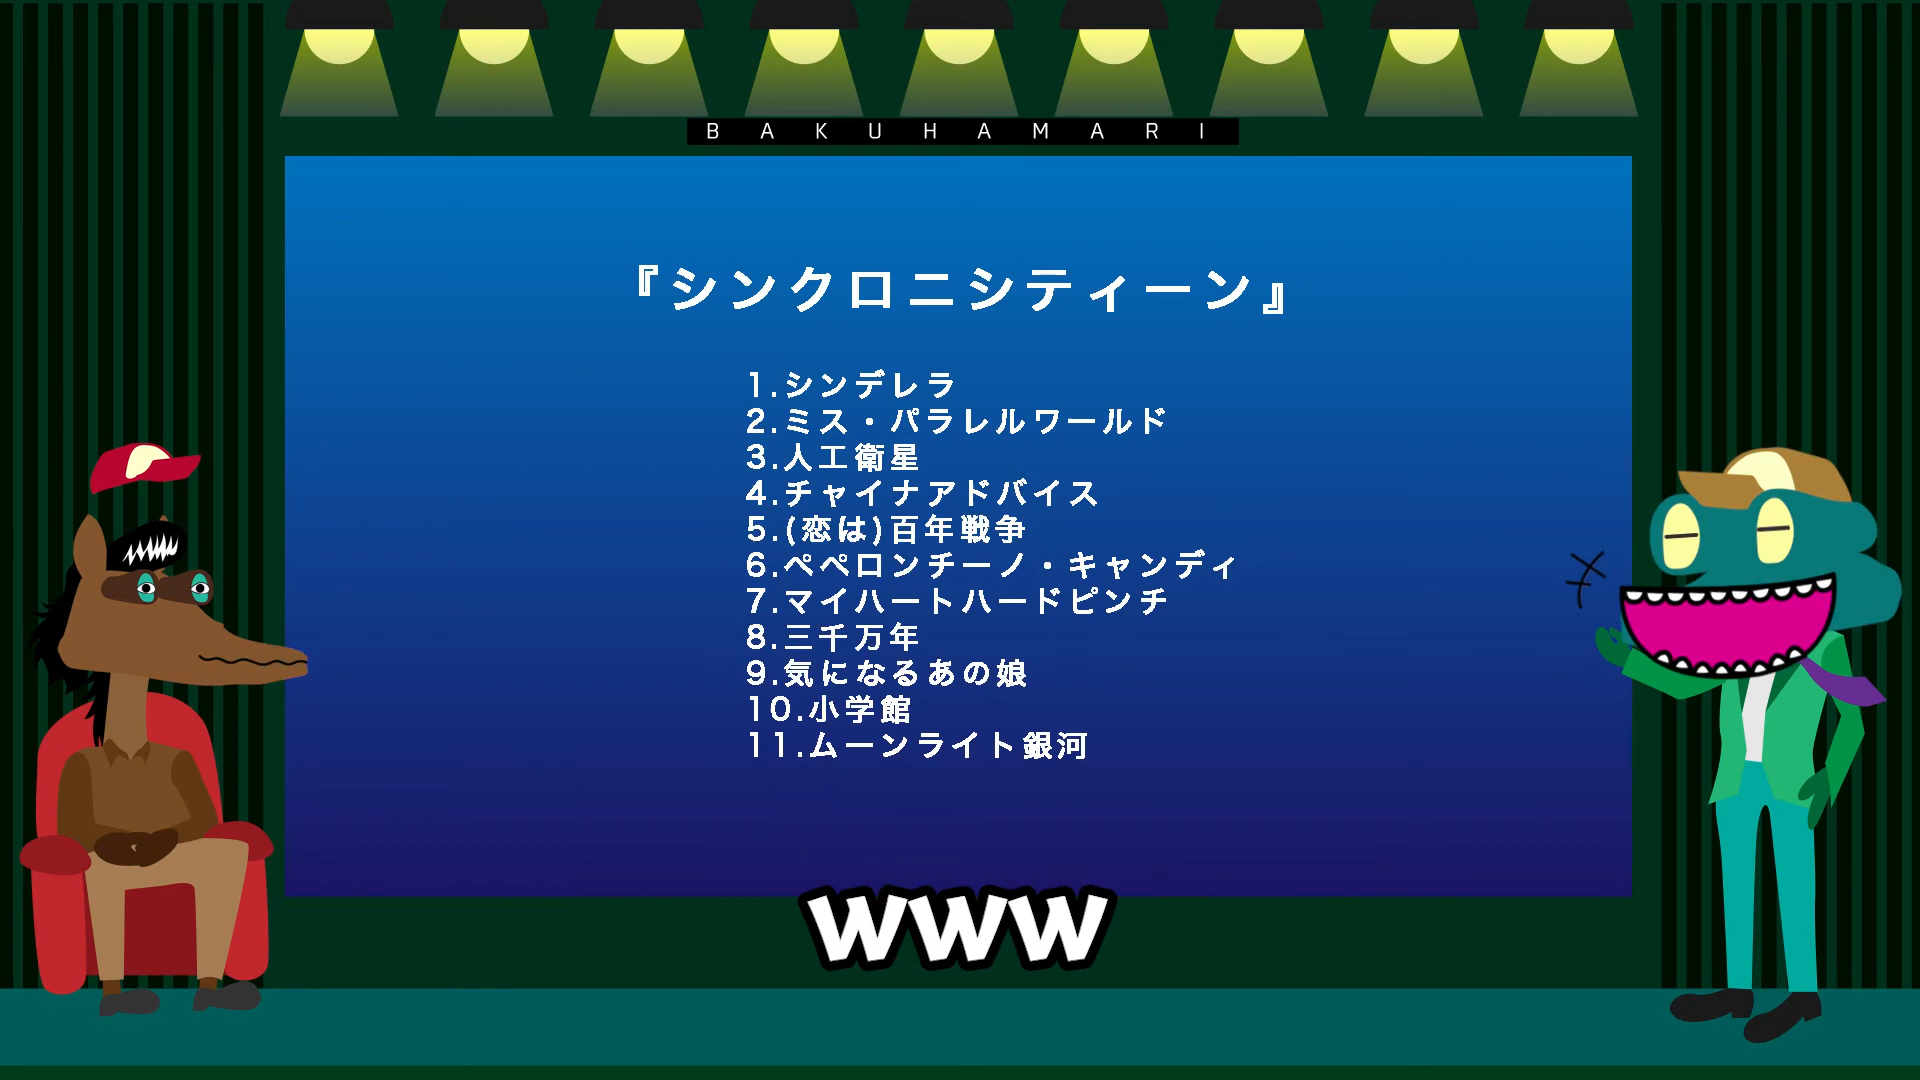 BAKUHAMARI
『シンクロニシティーン』
1.シンデレラ
2.ミス・パラレルワールド
3.人工衛星
4.チャイナアドバイス
5.(恋は)百年戦争
6.ペペロンチーノ・キャンディ
7.マイハートハードピンチ
8.三千万年
9.気になるあの娘
10.小学館
11.ムーンライト銀河
www